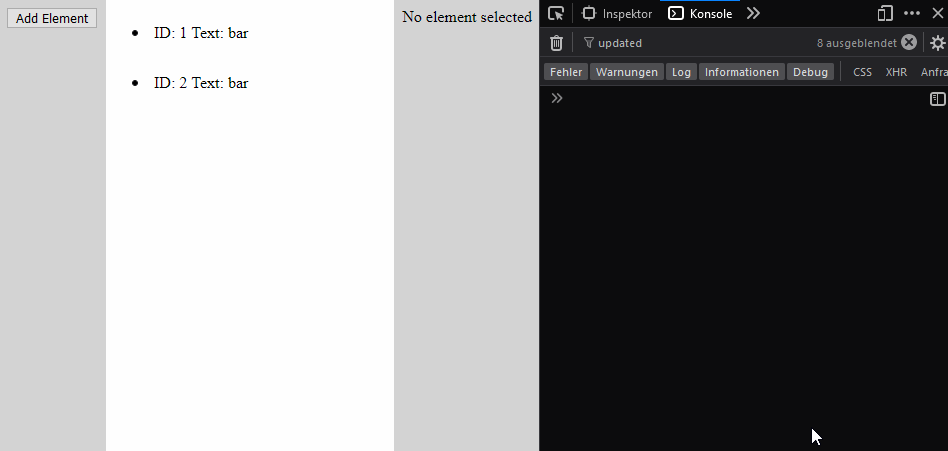 Add Element
ID: 1 Text: bar
ID: 2 Text: bar
No element selected
Inspektor Konsole
updated 8 ausgeblendet
Fehler Warnungen Log Informationen Debug CSS XHR Anfra